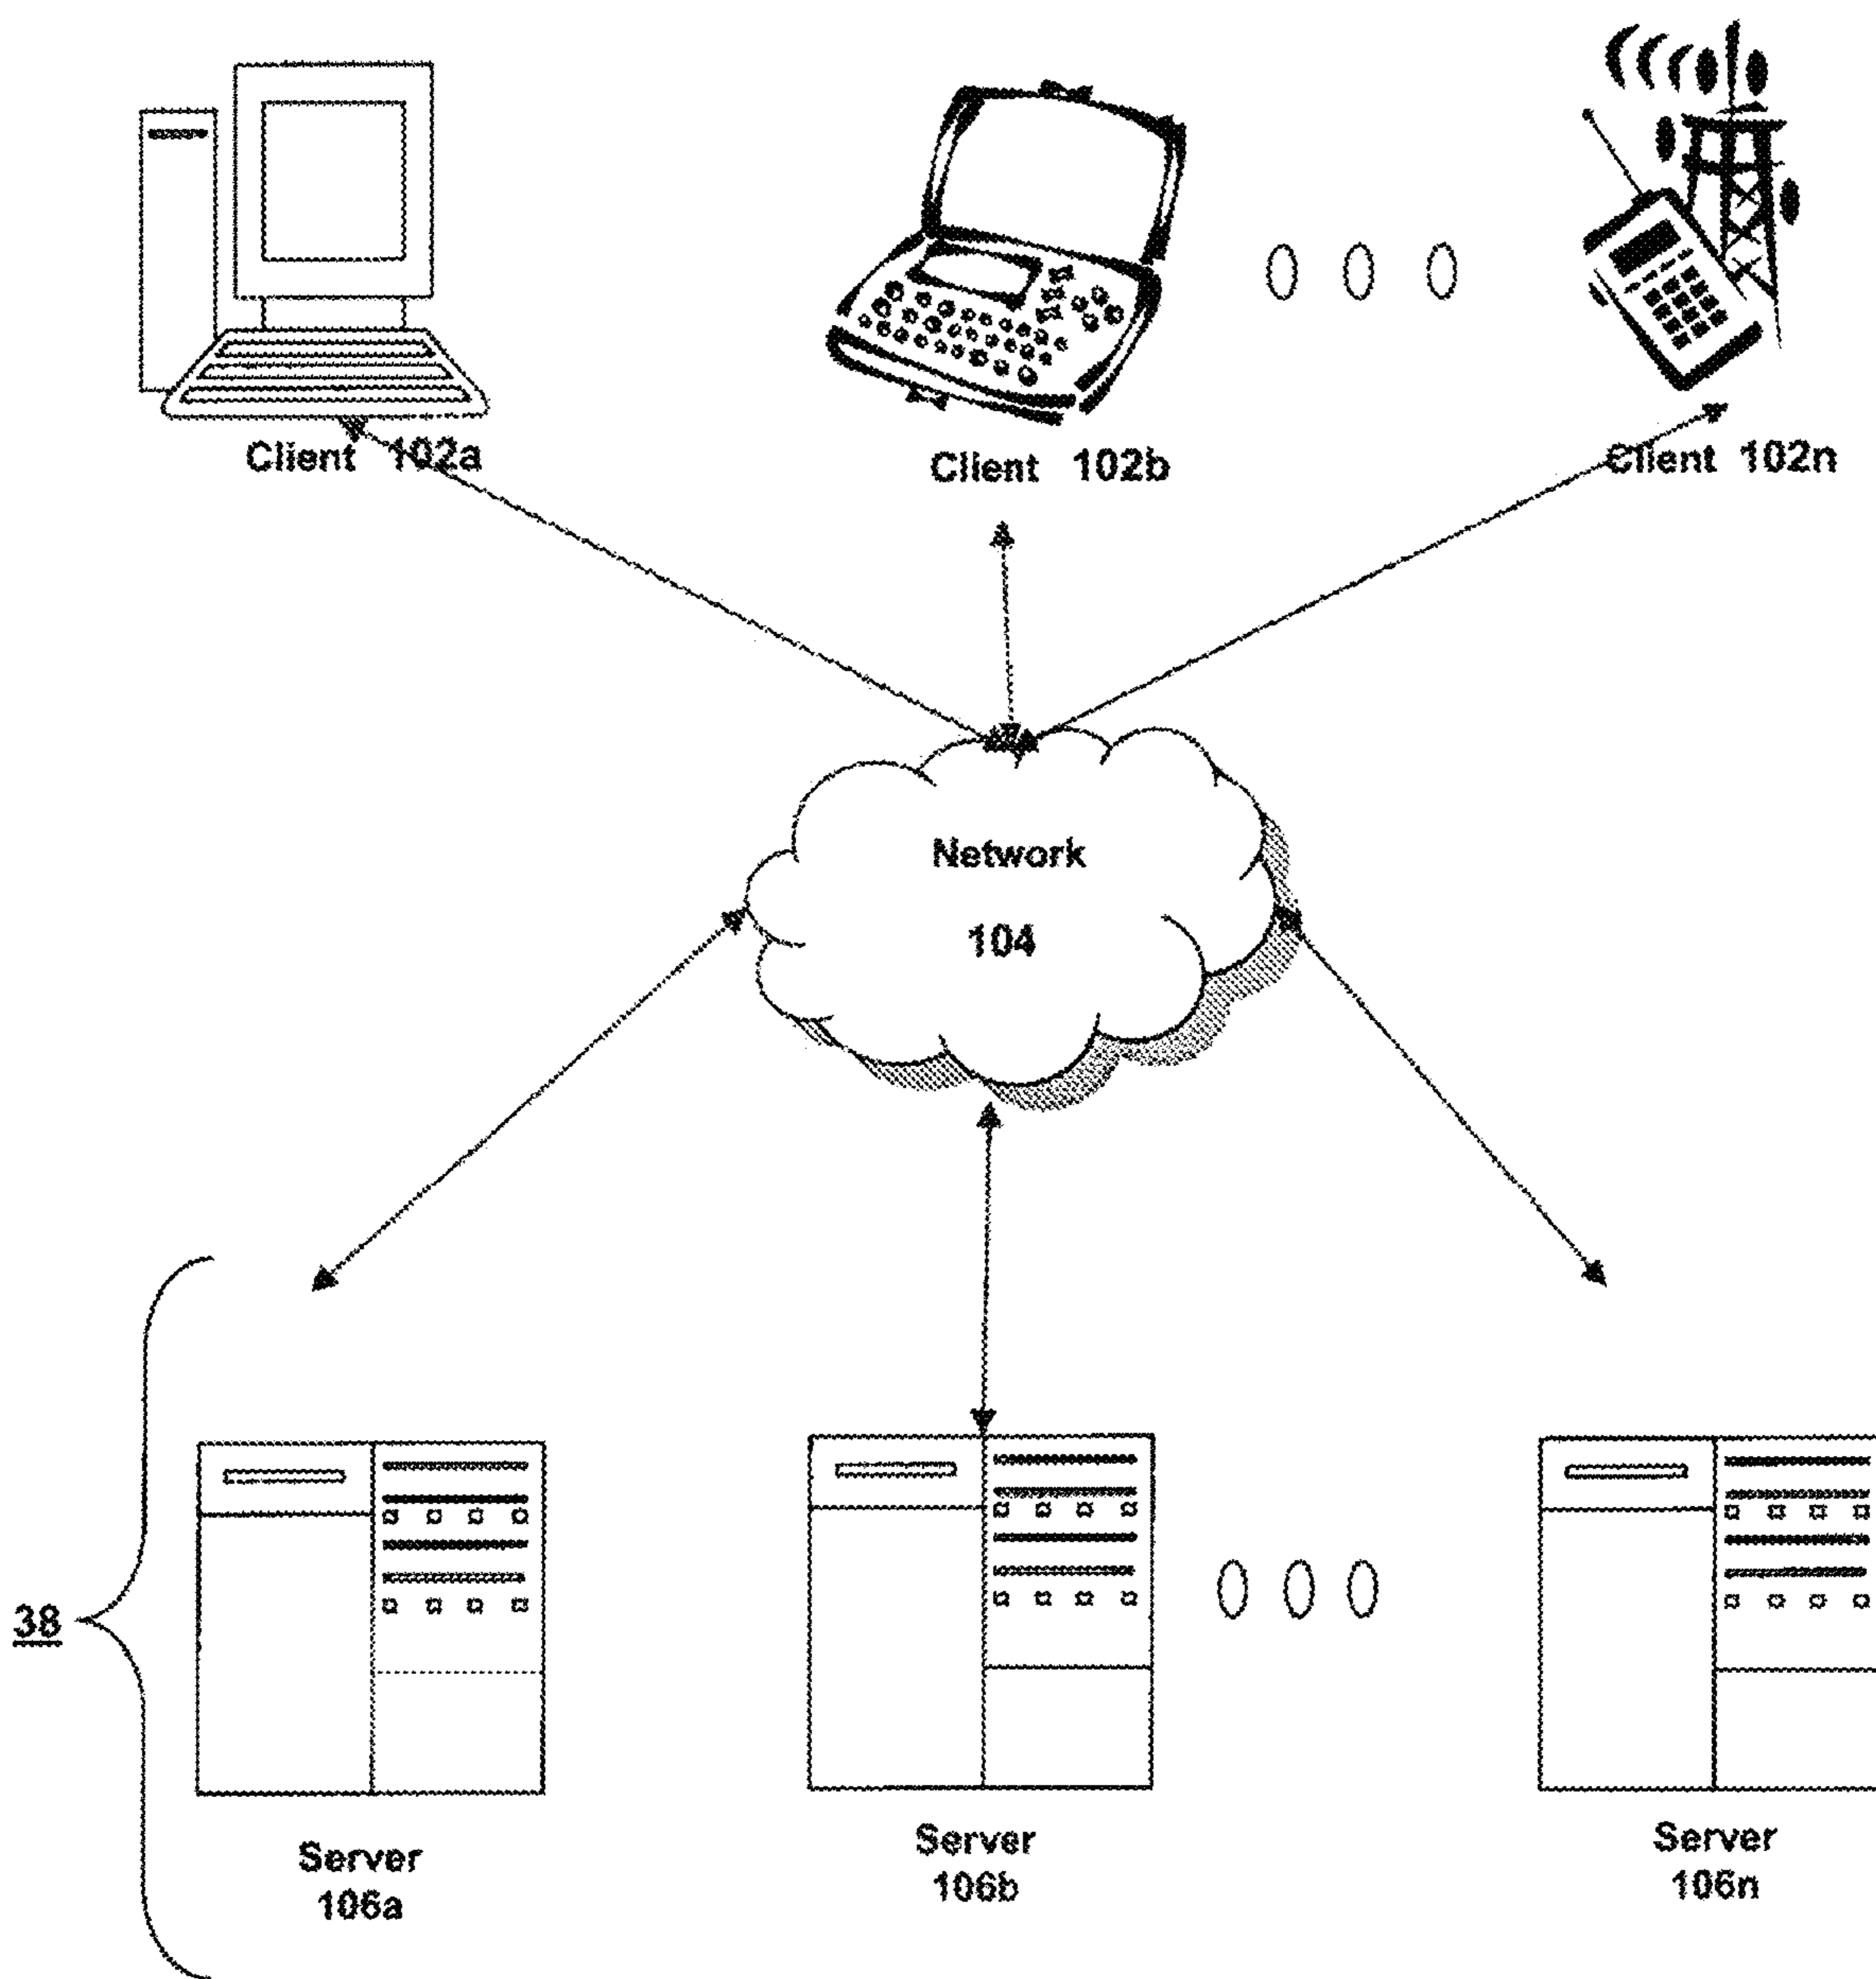 Client 102a
Client 102b
Client 102n
Network
104
38
Server
106a
Server
106b
Server
106n